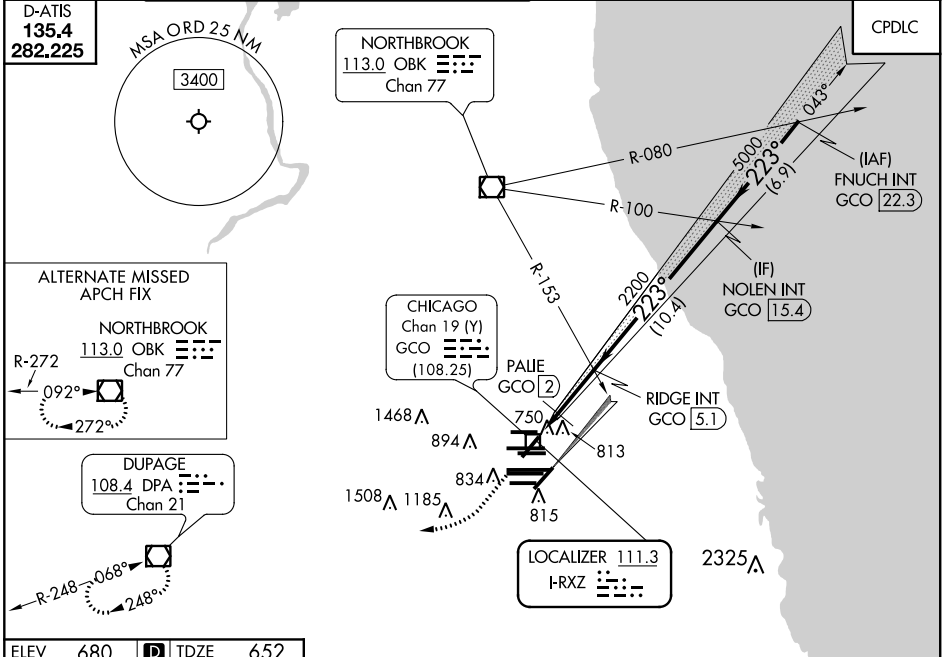 D-ATIS
135.4
282.225
MSA ORD 25 NM
3400
NORTHBROOK
113.0 OBK
Chan 77
CPDLC
043°
R-080
5000
223°
(6.9)
(IAF)
FNUCH INT
GCO 22.3
R-100
(IF)
NOLEN INT
GCO 15.4
R-153
2200
223°
(10.4)
ALTERNATE MISSED
APCH FIX
NORTHBROOK
113.0 OBK
Chan 77
R-272
092°
272°
CHICAGO
Chan 19 (Y)
GCO
(108.25)
PALIE
GCO 2
RIDGE INT
GCO 5.1
1468
750
894
813
834
1508
1185
815
DUPAGE
108.4 DPA
Chan 21
R-248
068°
248°
LOCALIZER 111.3
I-RXZ
2325
ELEV 680 D TDZE 652